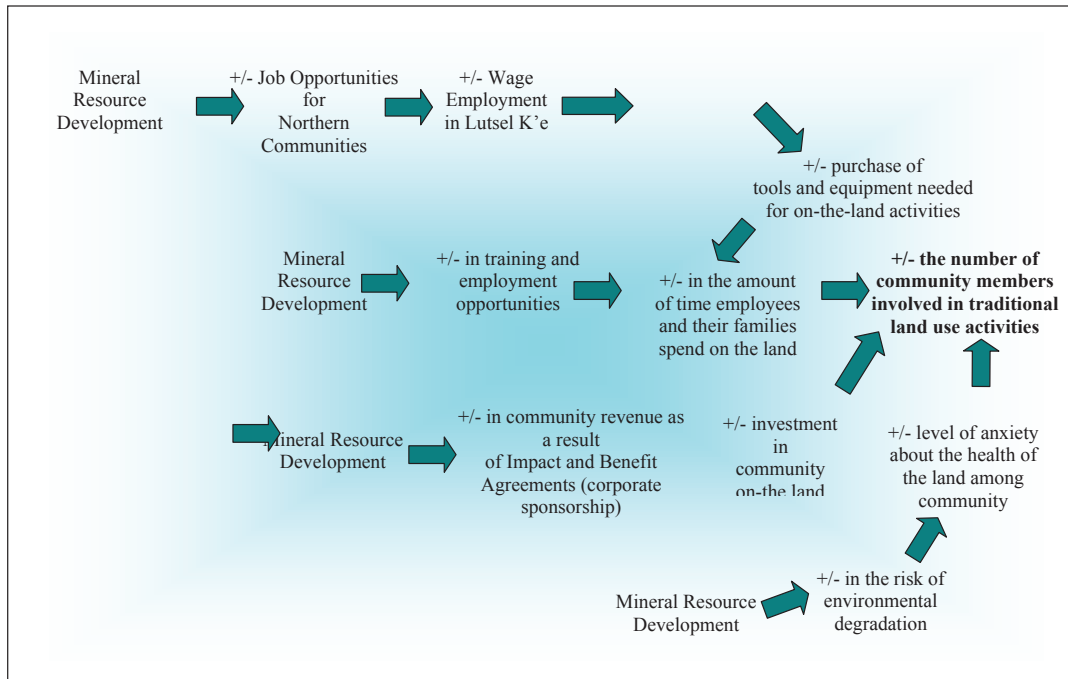 Mineral
Resource
Development
+/- Job Opportunities
for
Northern
Communities
+/- Wage
Employment
in Lutsel K'e
+/- purchase of
tools and equipment needed
for on-the-land activities
Mineral
Resource
Development
+/- in training and
employment
opportunities
+/- in the amount
of time employees
and their families
spend on the land
+/- the number of
community members
involved in traditional
land use activities
Mineral Resource
Development
+/- in community revenue as
a result
of Impact and Benefit
Agreements (corporate
sponsorship)
+/- investment
in
community
on-the land
+/- level of anxiety
about the health of
the land among
community
Mineral Resource
Development
+/- in the risk of
environmental
degradation